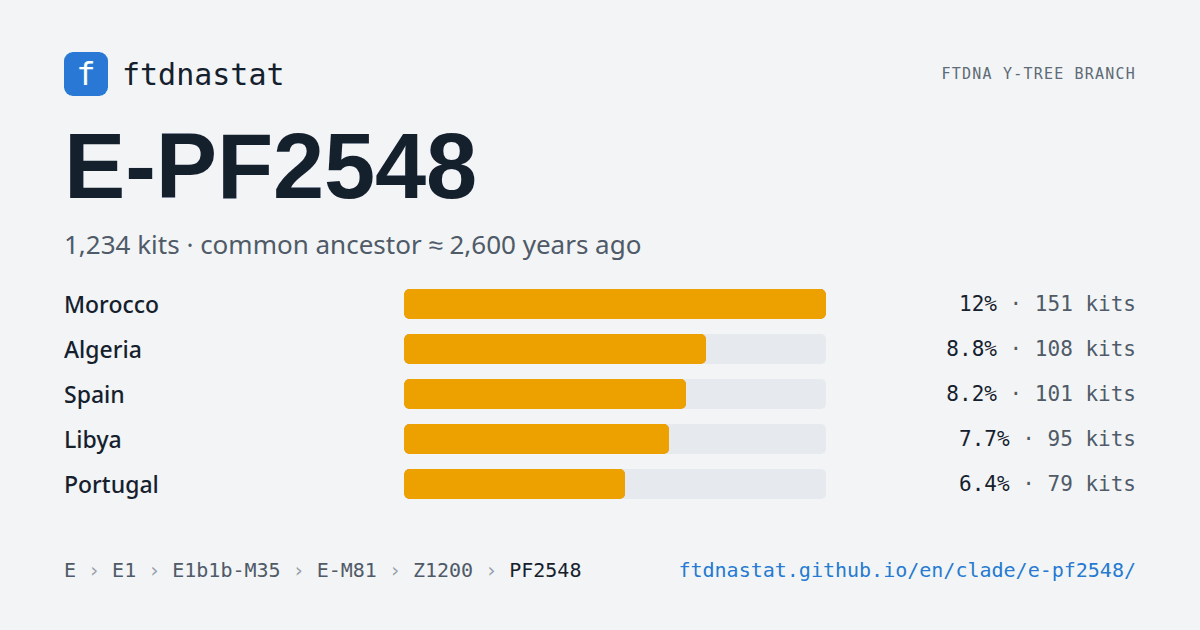 f ftdnastat
FTDNA Y-TREE BRANCH
E-PF2548
1,234 kits · common ancestor ≈ 2,600 years ago
Morocco 12% · 151 kits
Algeria 8.8% · 108 kits
Spain 8.2% · 101 kits
Libya 7.7% · 95 kits
Portugal 6.4% · 79 kits
E › E1 › E1b1b-M35 › E-M81 › Z1200 › PF2548
ftdnastat.github.io/en/clade/e-pf2548/